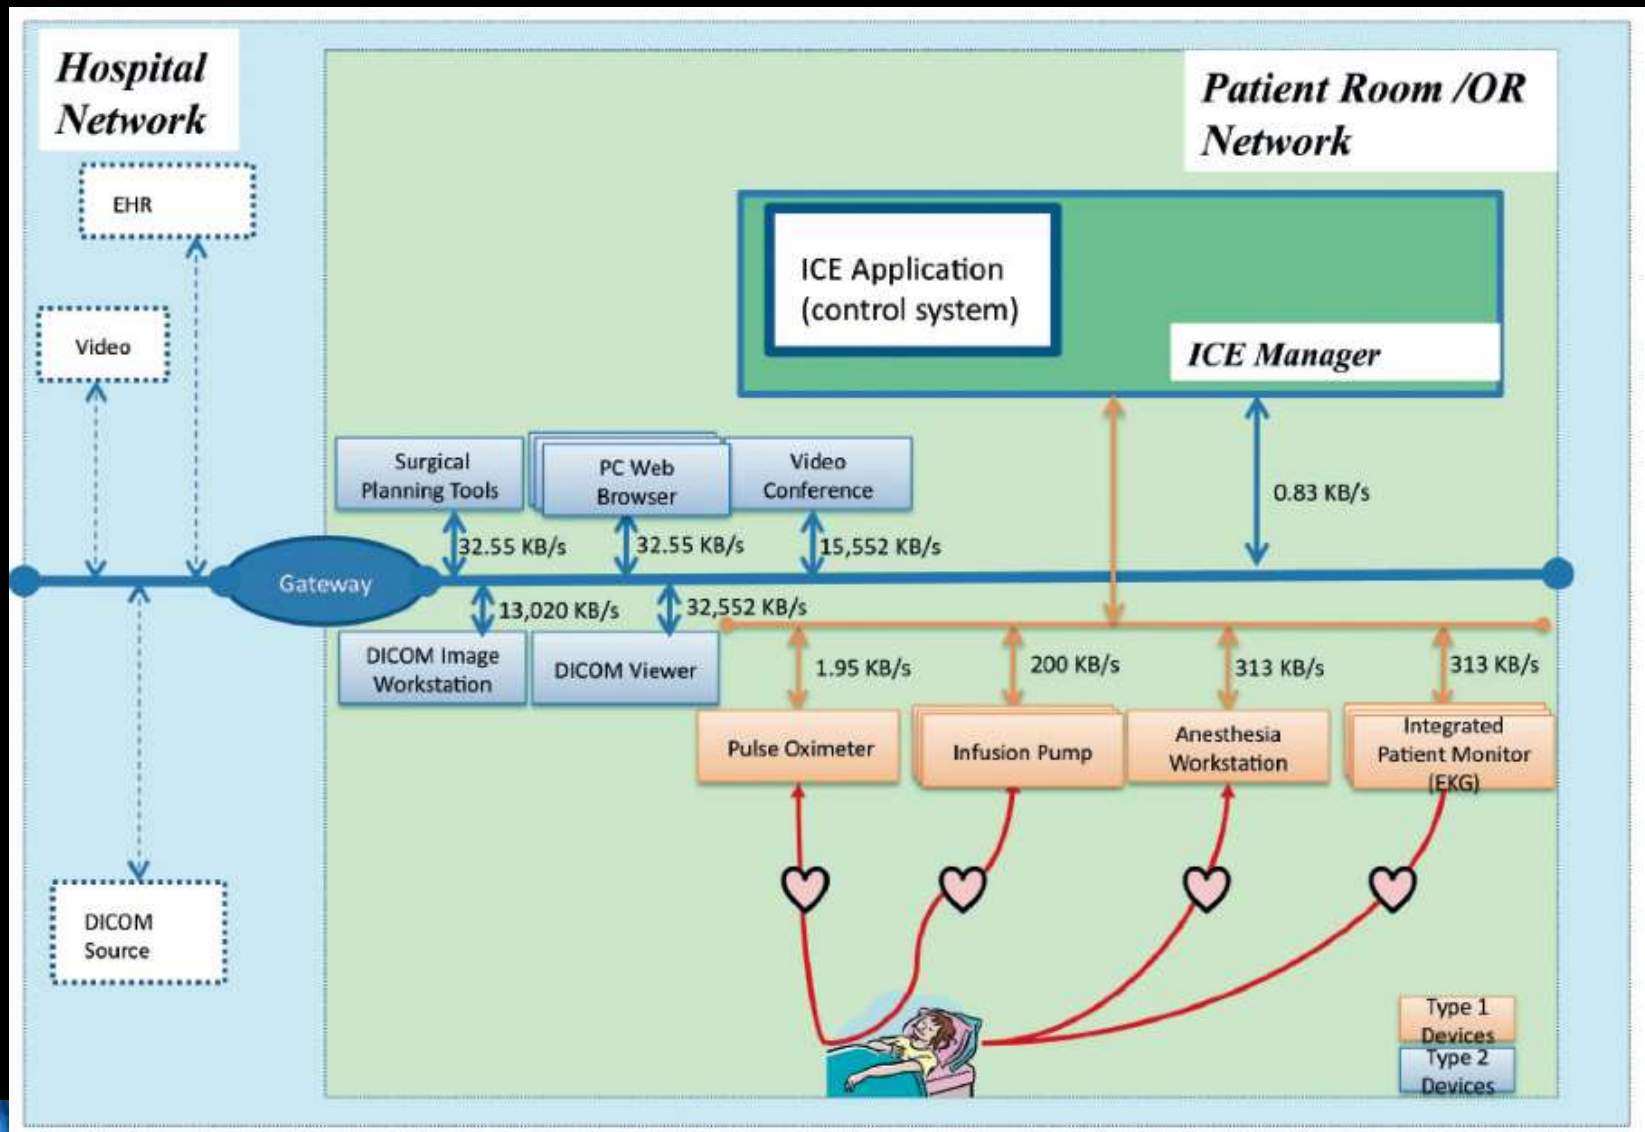 Hospital
Network
Patient Room /OR
Network
EHR
ICE Application
(control system)
Video
ICE Manager
Surgical
Planning Tools
PC Web
Browser
Video
Conference
0.83 KB/s
32.55 KB/s
32.55 KB/s
15,552 KB/s
Gateway
13,020 KB/s
32,552 KB/s
DICOM Image
Workstation
DICOM Viewer
1.95 KB/s
200 KB/s
313 KB/s
313 KB/s
Pulse Oximeter
Infusion Pump
Anesthesia
Workstation
Integrated
Patient Monitor
(EKG)
DICOM
Source
Type 1
Devices
Type 2
Devices